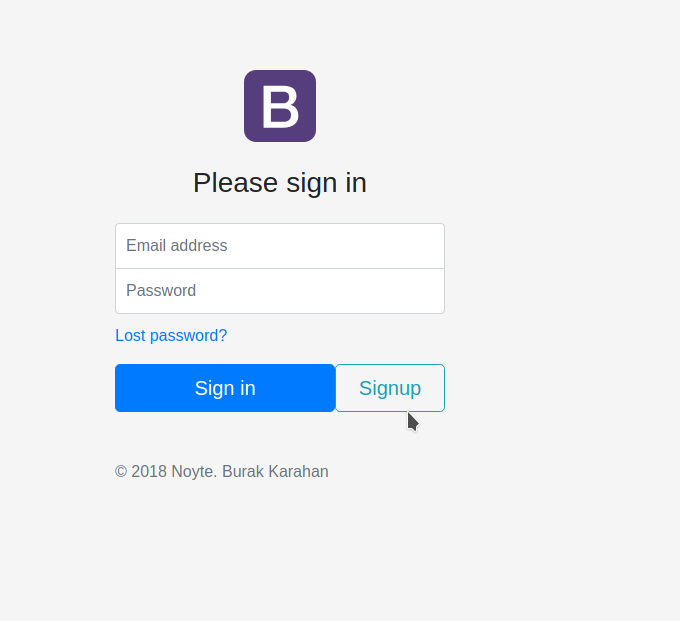 B
Please sign in
Email address
Password
Lost password?
Sign in
Signup
© 2018 Noyte. Burak Karahan